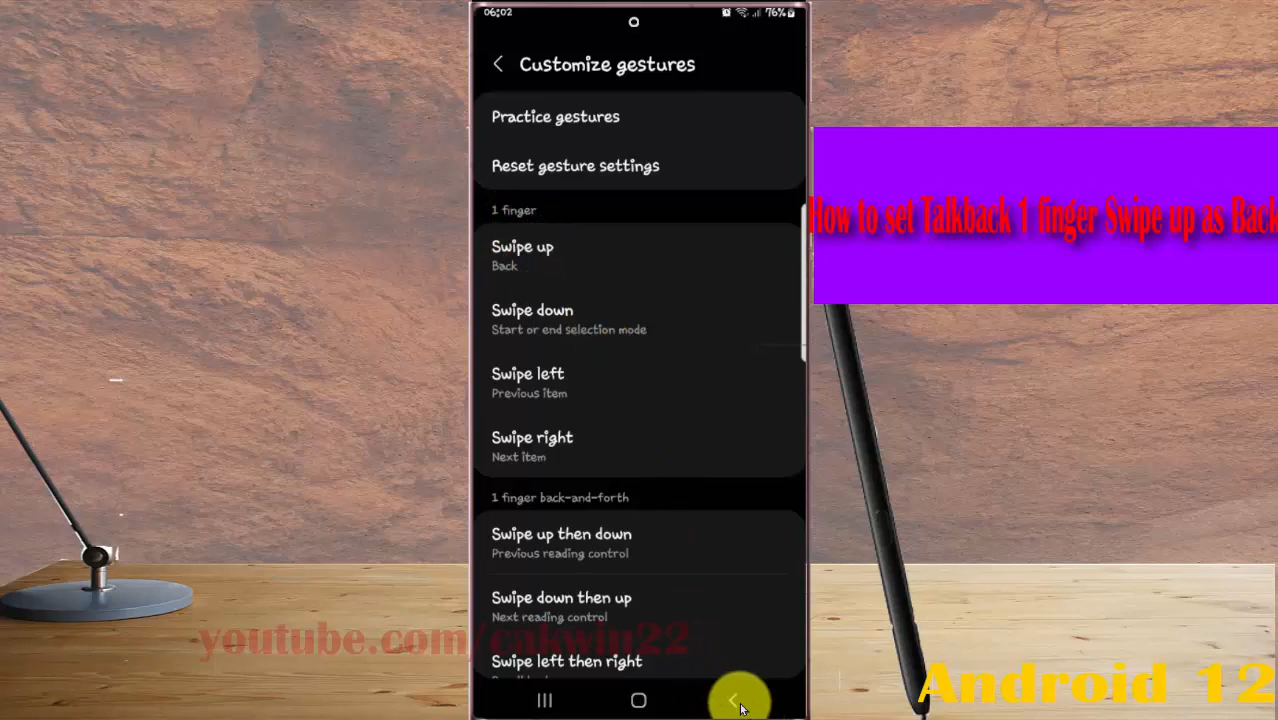 06:02
76%
Customize gestures
Practice gestures
Reset gesture settings
1 finger
Swipe up
Back
Swipe down
Start or end selection mode
Swipe left
Previous item
Swipe right
Next item
1 finger back-and-forth
Swipe up then down
Previous reading control
Swipe down then up
Next reading control
Swipe left then right
How to set Talkback 1 finger Swipe up as Back
youtube.com/cakwin22
Android 12